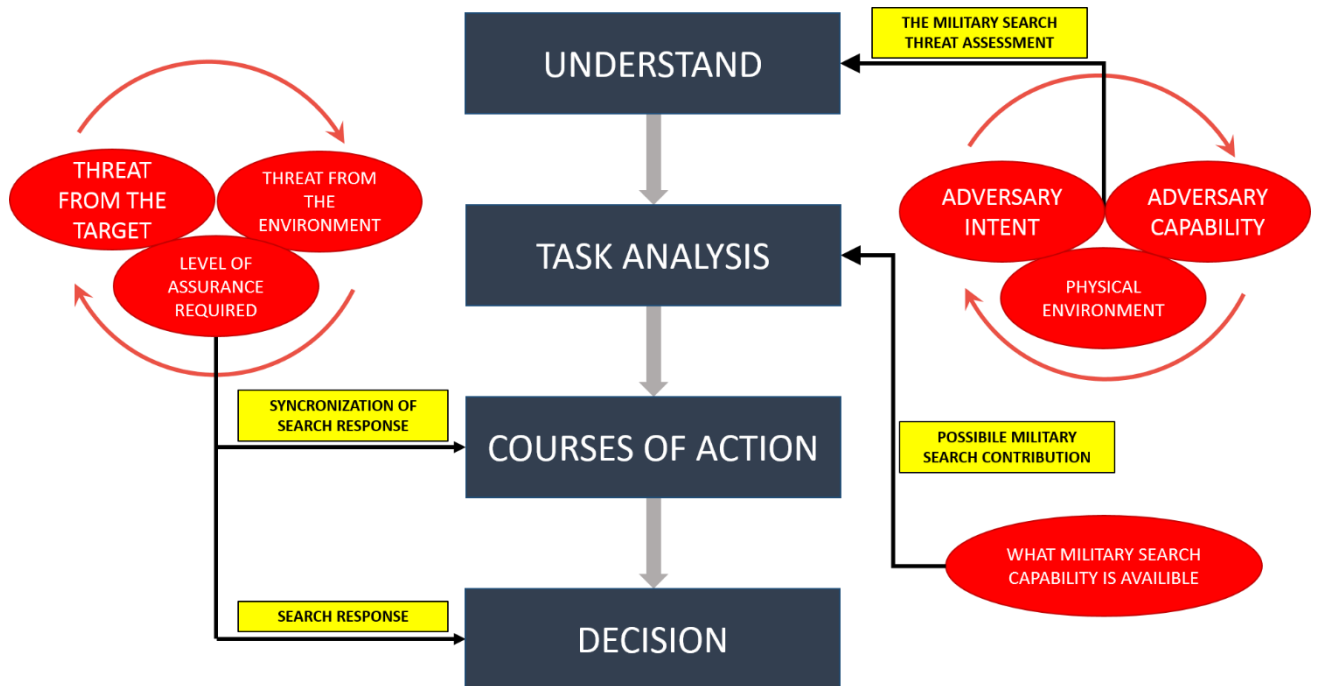 THE MILITARY SEARCH
THREAT ASSESSMENT
UNDERSTAND
THREAT
FROM THE
TARGET
THREAT FROM
THE
ENVIRONMENT
LEVEL OF
ASSURANCE
REQUIRED
ADVERSARY
INTENT
ADVERSARY
CAPABILITY
PHYSICAL
ENVIRONMENT
TASK ANALYSIS
SYNCRONIZATION OF
SEARCH RESPONSE
COURSES OF ACTION
POSSIBILE MILITARY
SEARCH CONTRIBUTION
WHAT MILITARY SEARCH
CAPABILITY IS AVAILIBLE
SEARCH RESPONSE
DECISION